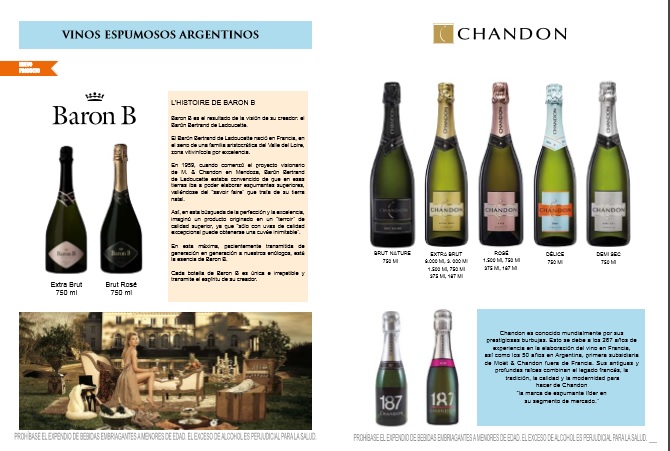 VINOS ESPUMOSOS ARGENTINOS
NUEVO
PRODUCTO
Baron B
L'HISTOIRE DE BARON B
Baron B es el resultado de la visión de su creador: el
Barón Bertrand de Ladoucette.
El Barón Bertrand de Ladoucette nació en Francia, en
el seno de una familia aristocrática del Valle del Loire,
zona vitivinícola por excelencia.
En 1959, cuando comenzó el proyecto visionario
de M. & Chandon en Mendoza, Barón Bertrand
de Ladoucette estaba convencido de que en esas
tierras iba a poder elaborar espumantes superiores,
valiéndose del "savoir faire" que traía de su tierra
natal.
Así, en esta búsqueda de la perfección y la excelencia,
imaginó un producto originado en un "terroir" de
calidad superior, ya que "sólo con uvas de calidad
excepcional puede obtenerse una cuvée inimitable".
En esta máxima, pacientemente transmitida de
generación en generación a nuestros enólogos, está
la esencia de Baron B.
Cada botella de Baron B es única e irrepetible y
transmite el espíritu de su creador.
Extra Brut
750 ml
Brut Rosé
750 ml
PROHÍBASE EL EXPENDIO DE BEBIDAS EMBRIAGANTES A MENORES DE EDAD. EL EXCESO DE ALCOHOL ES PERJUDICIAL PARA LA SALUD.
CHANDON
CHANDON
CHANDON
CHANDON
CHANDON
CHANDON
BRUT NATURE
750 Ml
EXTRA BRUT
6.000 Ml, 3. 000 Ml
1.500 Ml, 750 Ml
375 Ml, 187 Ml
ROSÉ
1.500 Ml, 750 Ml
375 Ml, 187 Ml
DÉLICE
750 Ml
DEMI SEC
750 Ml
187
187
Chandon es conocido mundialmente por sus
prestigiosas burbujas. Esto se debe a los 267 años de
experiencia en la elaboración del vino en Francia,
así como los 50 años en Argentina, primera subsidiaria
de Moët & Chandon fuera de Francia. Sus antiguas y
profundas raíces combinan el legado francés, la
tradición, la calidad y la modernidad para
hacer de Chandon
"la marca de espumante líder en
su segmento de mercado."
PROHÍBASE EL EXPENDIO DE BEBIDAS EMBRIAGANTES A MENORES DE EDAD. EL EXCESO DE ALCOHOL ES PERJUDICIAL PARA LA SALUD.